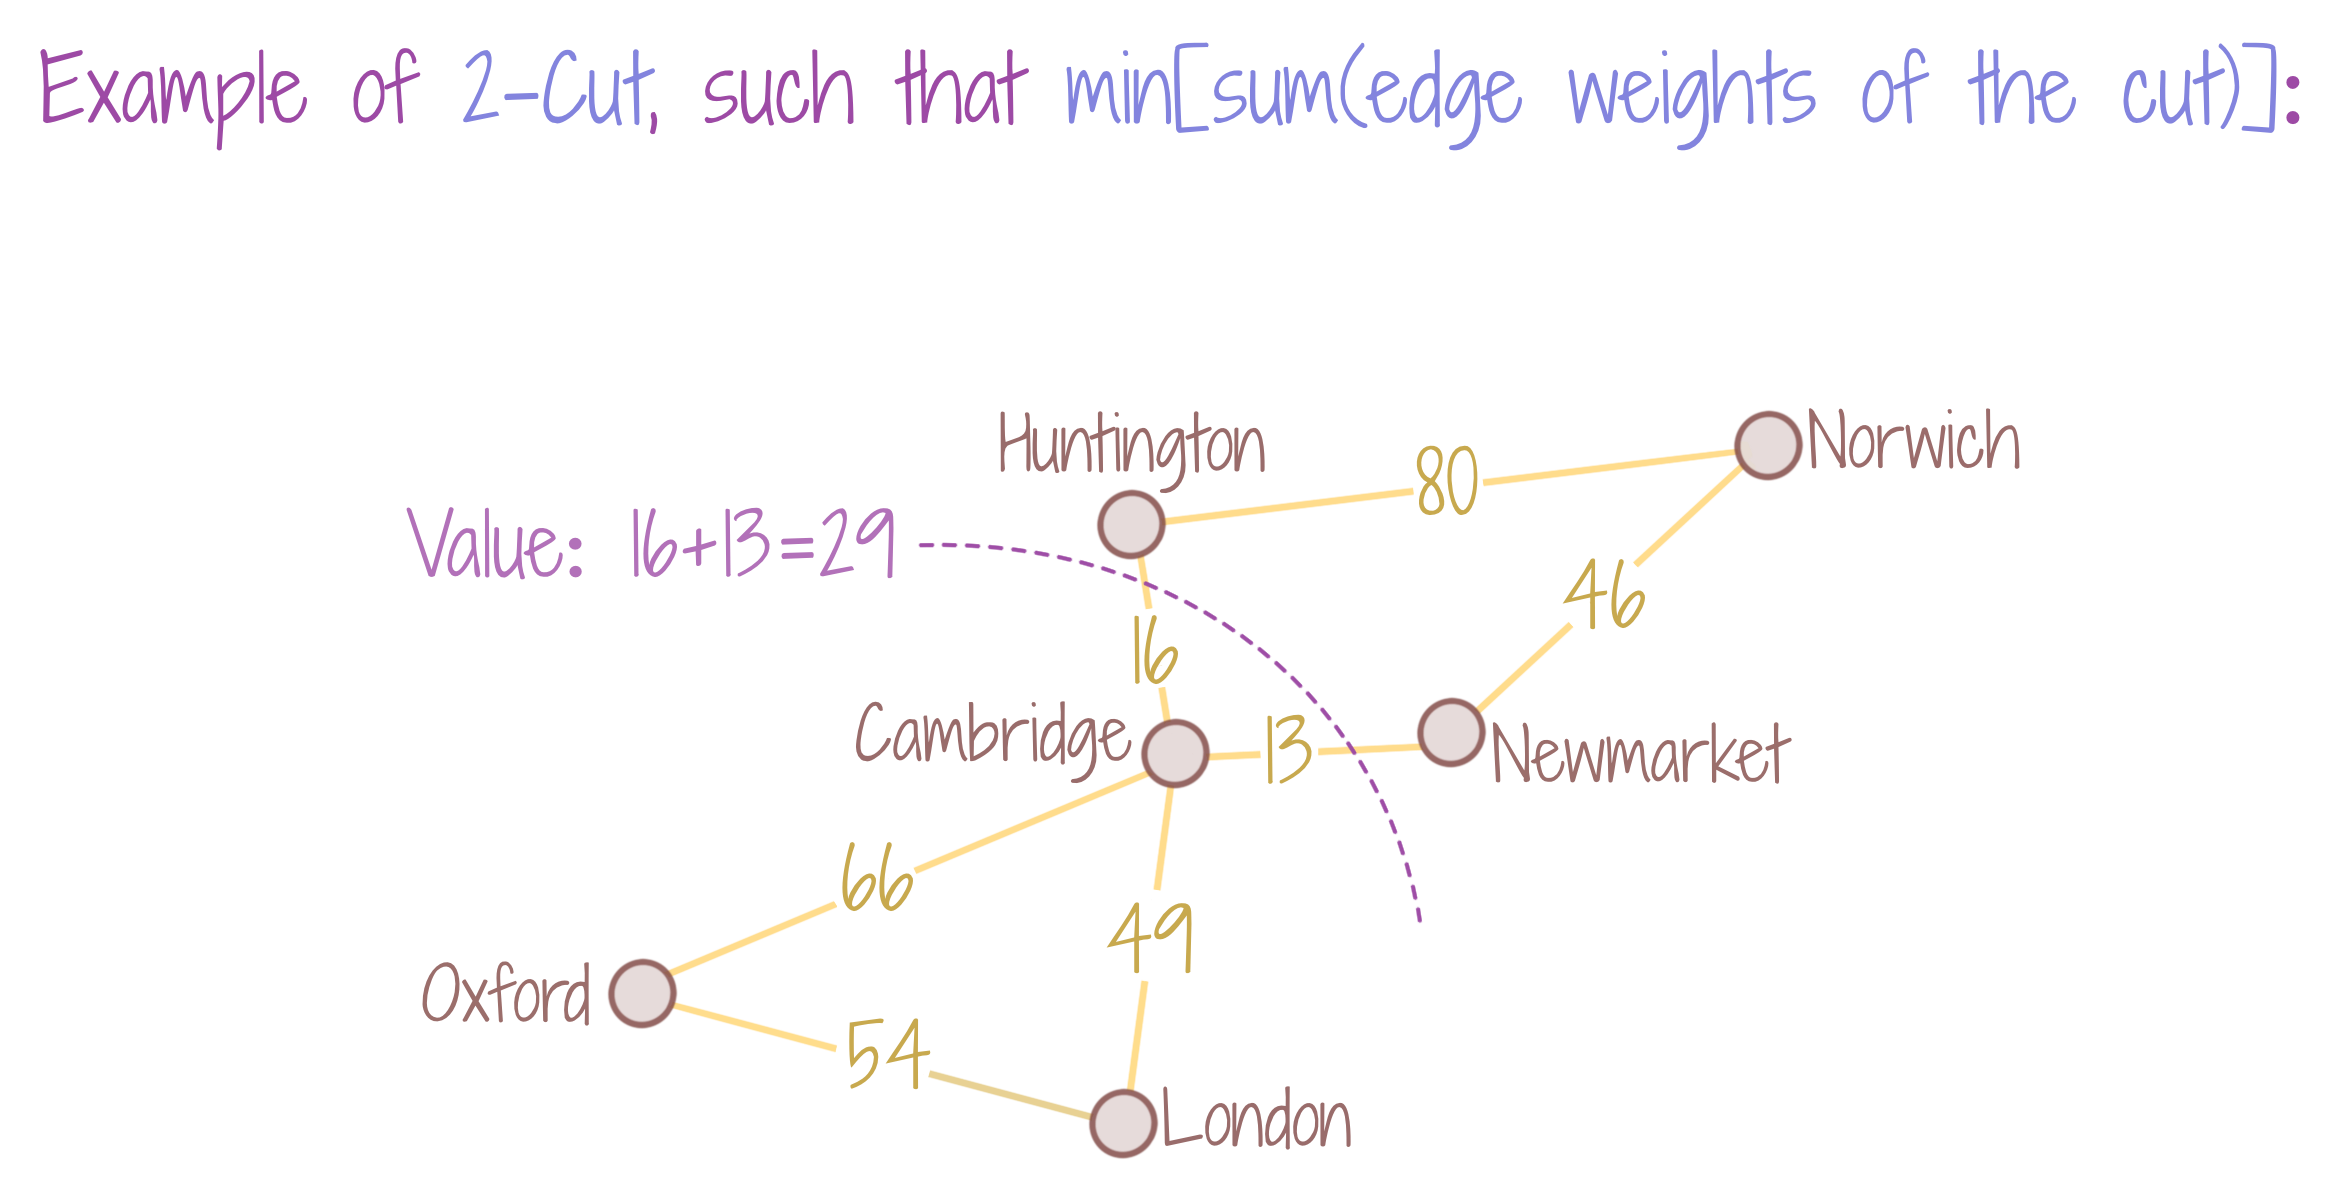 Example of 2-Cut, such that min[sum(edge weights of the cut)]:
Huntington
Norwich
80
Value: 16+13=29
46
16
Cambridge
13
Newmarket
66
49
Oxford
54
London